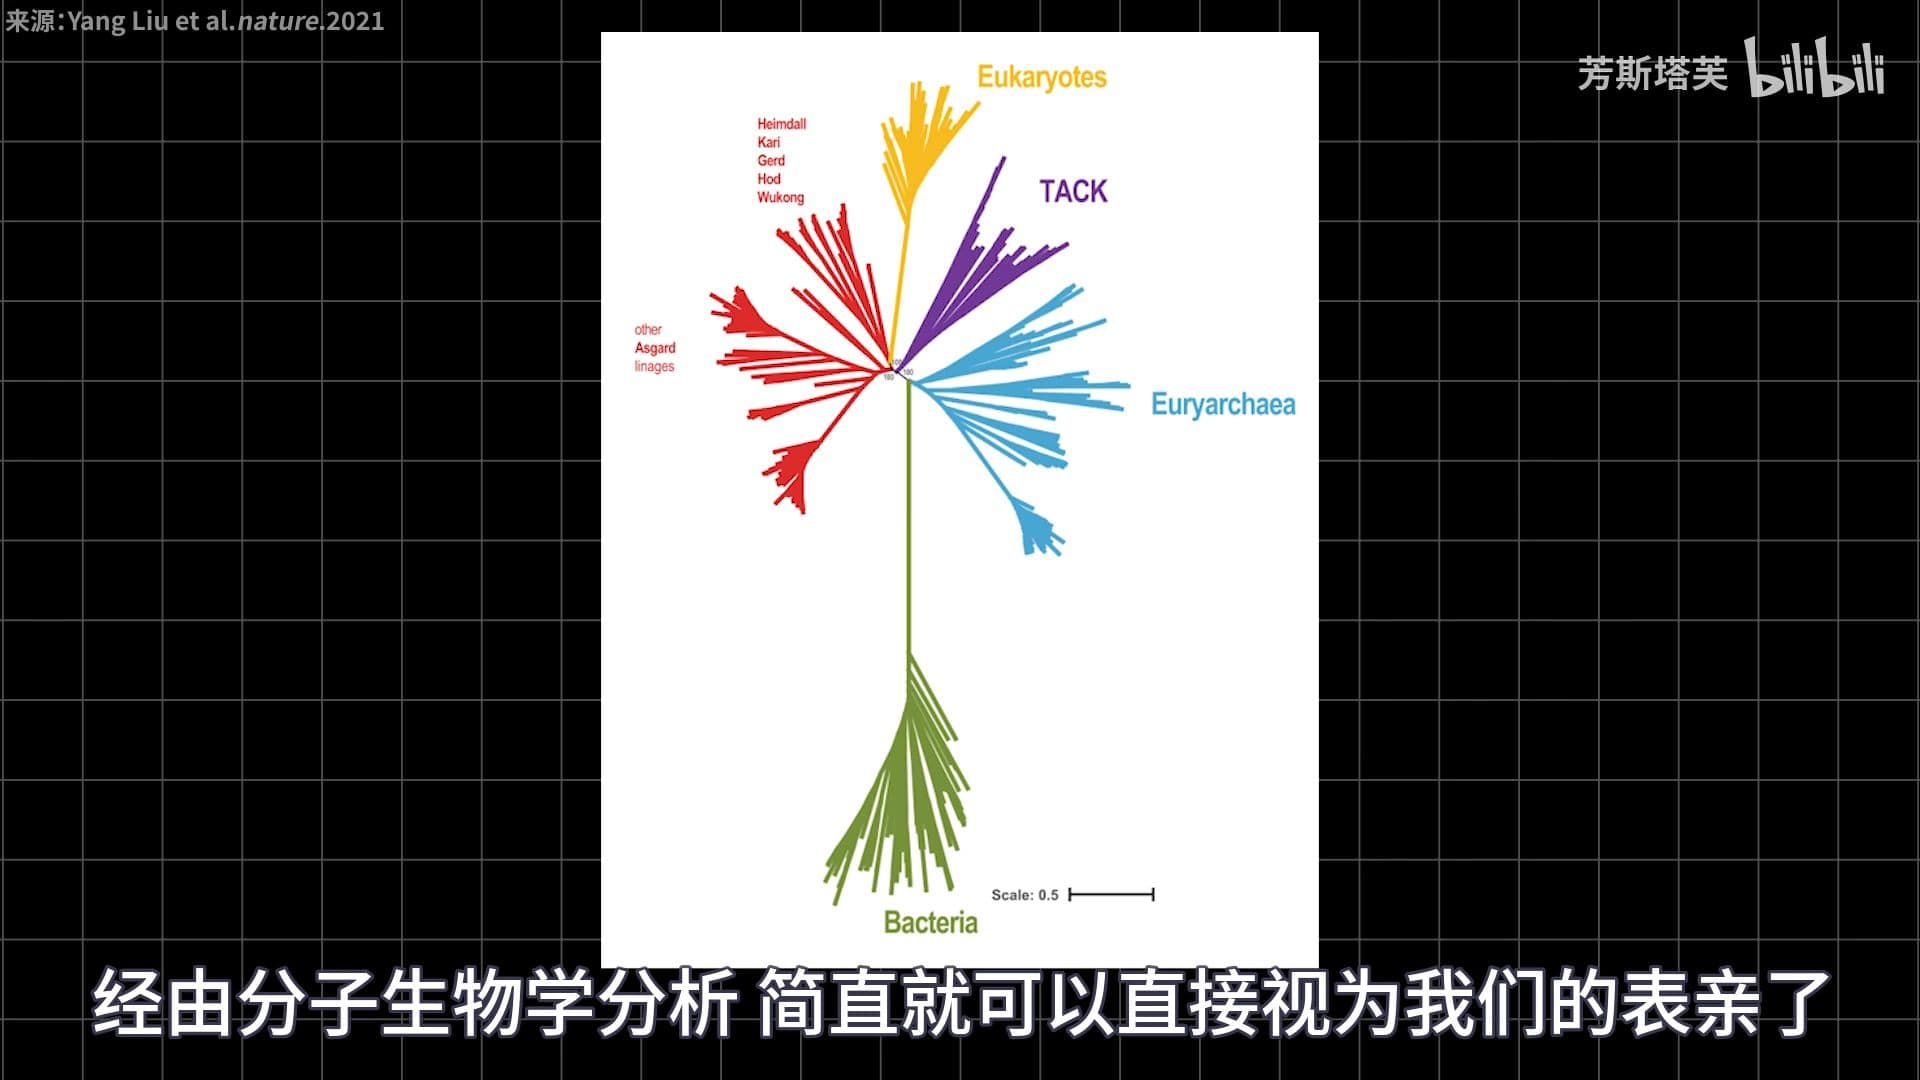 来源：Yang Liu et al.nature.2021
芳斯塔芙 bilibili
Eukaryotes
Heimdall
Kari
Gerd
Hod
Wukong
TACK
other
Asgard
linages
100
100
Euryarchaea
Scale: 0.5
Bacteria
经由分子生物学分析 简直就可以直接视为我们的表亲了